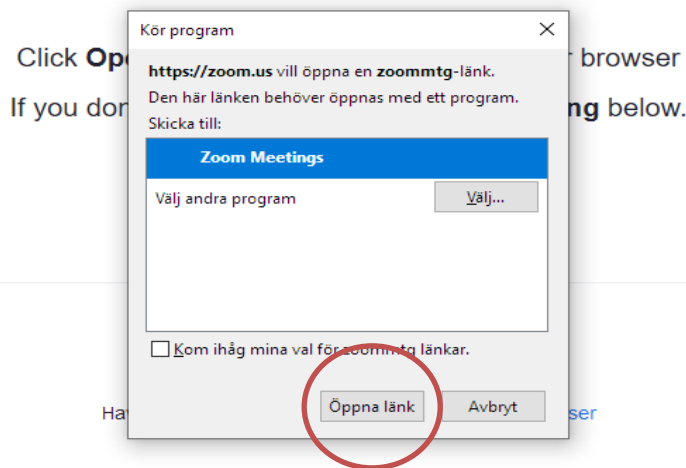 Kör program
Click Op browser
https://zoom.us vill öppna en zoommtg-länk.
Den här länken behöver öppnas med ett program.
If you don ng below.
Skicka till:
Zoom Meetings
Välj andra program Välj...
Kom ihåg mina val för zoommtg länkar.
Öppna länk Avbryt
Ha ser